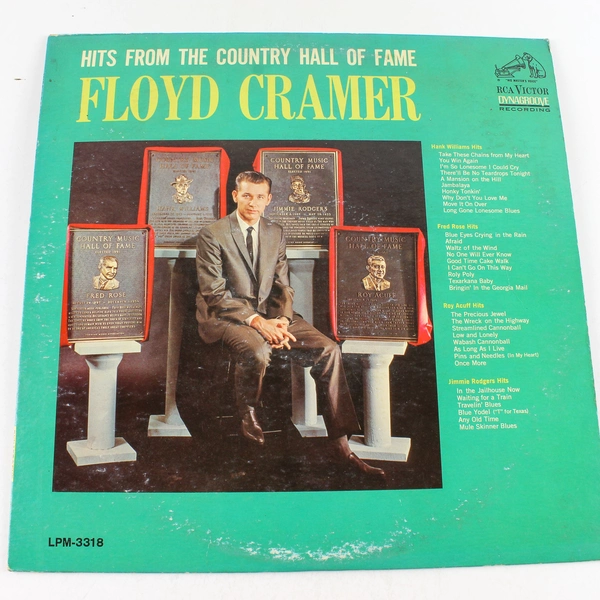 HITS FROM THE COUNTRY HALL OF FAME
FLOYD CRAMER
"HIS MASTER'S VOICE"
RCA VICTOR
DYNAGROOVE
RECORDING
COUNTRY MUSIC
HALL OF FAME
JIMMIE RODGERS
COUNTRY MUSIC
HALL OF FAME
FRED ROSE
COUNTRY MUSIC
HALL OF FAME
ROY ACUFF
Hank Williams Hits
Take These Chains from My Heart
You Win Again
I'm So Lonesome I Could Cry
There'll Be No Teardrops Tonight
A Mansion on the Hill
Jambalaya
Honky Tonkin'
Why Don't You Love Me
Move It On Over
Long Gone Lonesome Blues
Fred Rose Hits
Blue Eyes Crying in the Rain
Afraid
Waltz of the Wind
No One Will Ever Know
Good Time Cake Walk
I Can't Go On This Way
Roly Poly
Texarkana Baby
Bringin' In the Georgia Mail
Roy Acuff Hits
The Precious Jewel
The Wreck on the Highway
Streamlined Cannonball
Low and Lonely
Wabash Cannonball
As Long As I Live
Pins and Needles (In My Heart)
Once More
Jimmie Rodgers Hits
In the Jailhouse Now
Waiting for a Train
Travelin' Blues
Blue Yodel ("T" for Texas)
Any Old Time
Mule Skinner Blues
LPM-3318